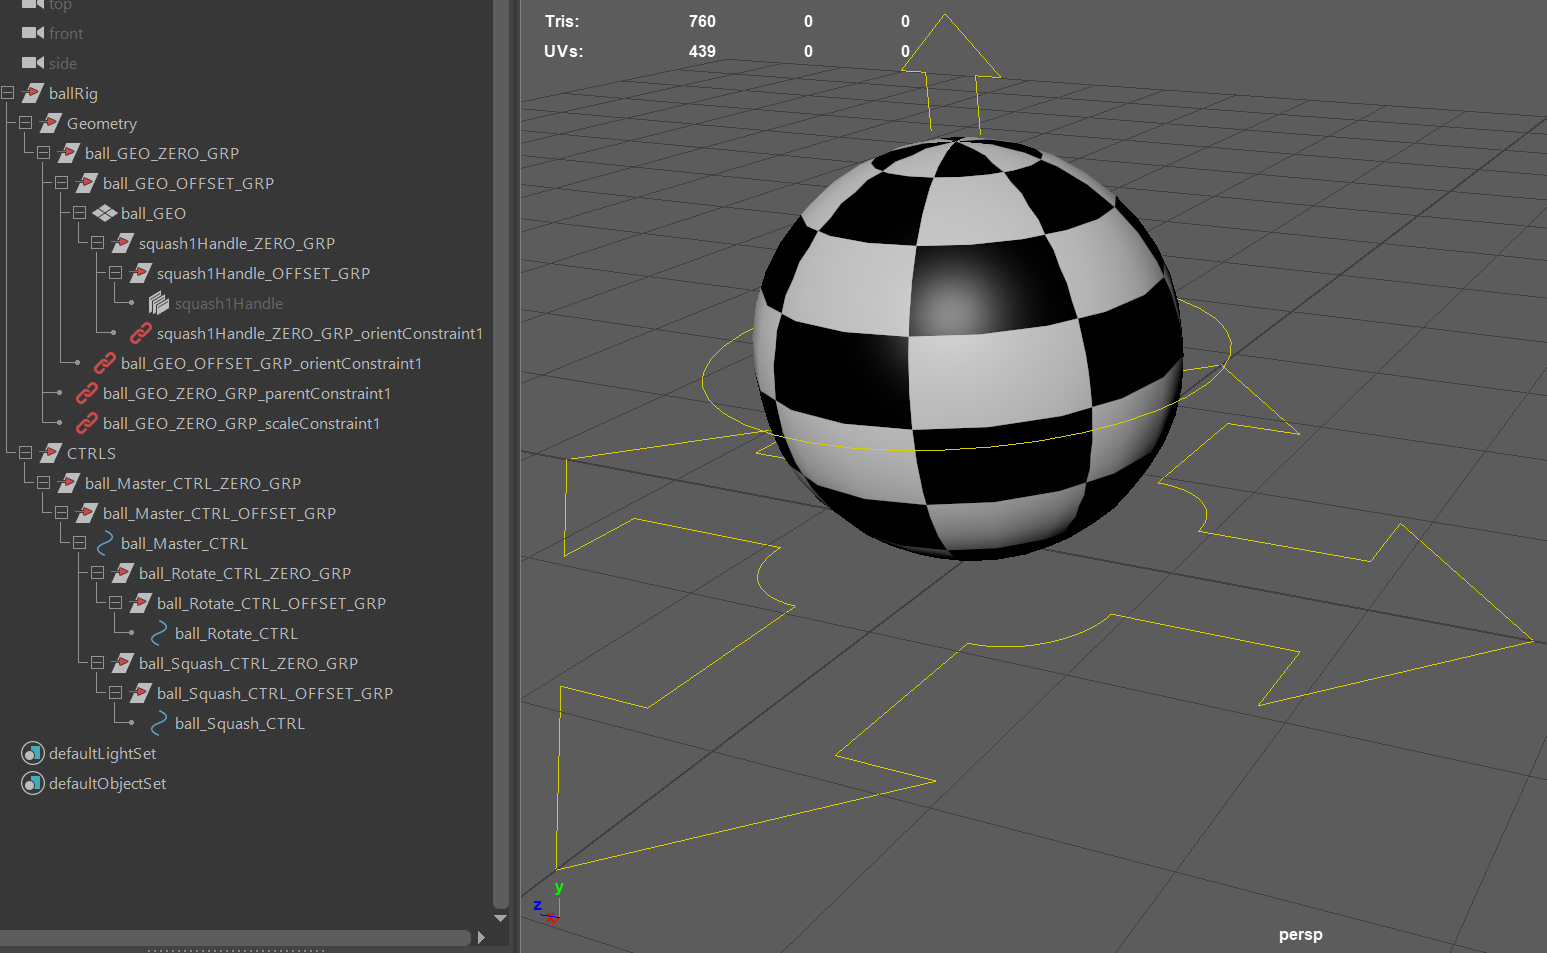 top
front
side
ballRig
Geometry
ball_GEO_ZERO_GRP
ball_GEO_OFFSET_GRP
ball_GEO
squash1Handle_ZERO_GRP
squash1Handle_OFFSET_GRP
squash1Handle
squash1Handle_ZERO_GRP_orientConstraint1
ball_GEO_OFFSET_GRP_orientConstraint1
ball_GEO_ZERO_GRP_parentConstraint1
ball_GEO_ZERO_GRP_scaleConstraint1
CTRLS
ball_Master_CTRL_ZERO_GRP
ball_Master_CTRL_OFFSET_GRP
ball_Master_CTRL
ball_Rotate_CTRL_ZERO_GRP
ball_Rotate_CTRL_OFFSET_GRP
ball_Rotate_CTRL
ball_Squash_CTRL_ZERO_GRP
ball_Squash_CTRL_OFFSET_GRP
ball_Squash_CTRL
defaultLightSet
defaultObjectSet
Tris: 760 0 0
UVs: 439 0 0
y
z
x
persp